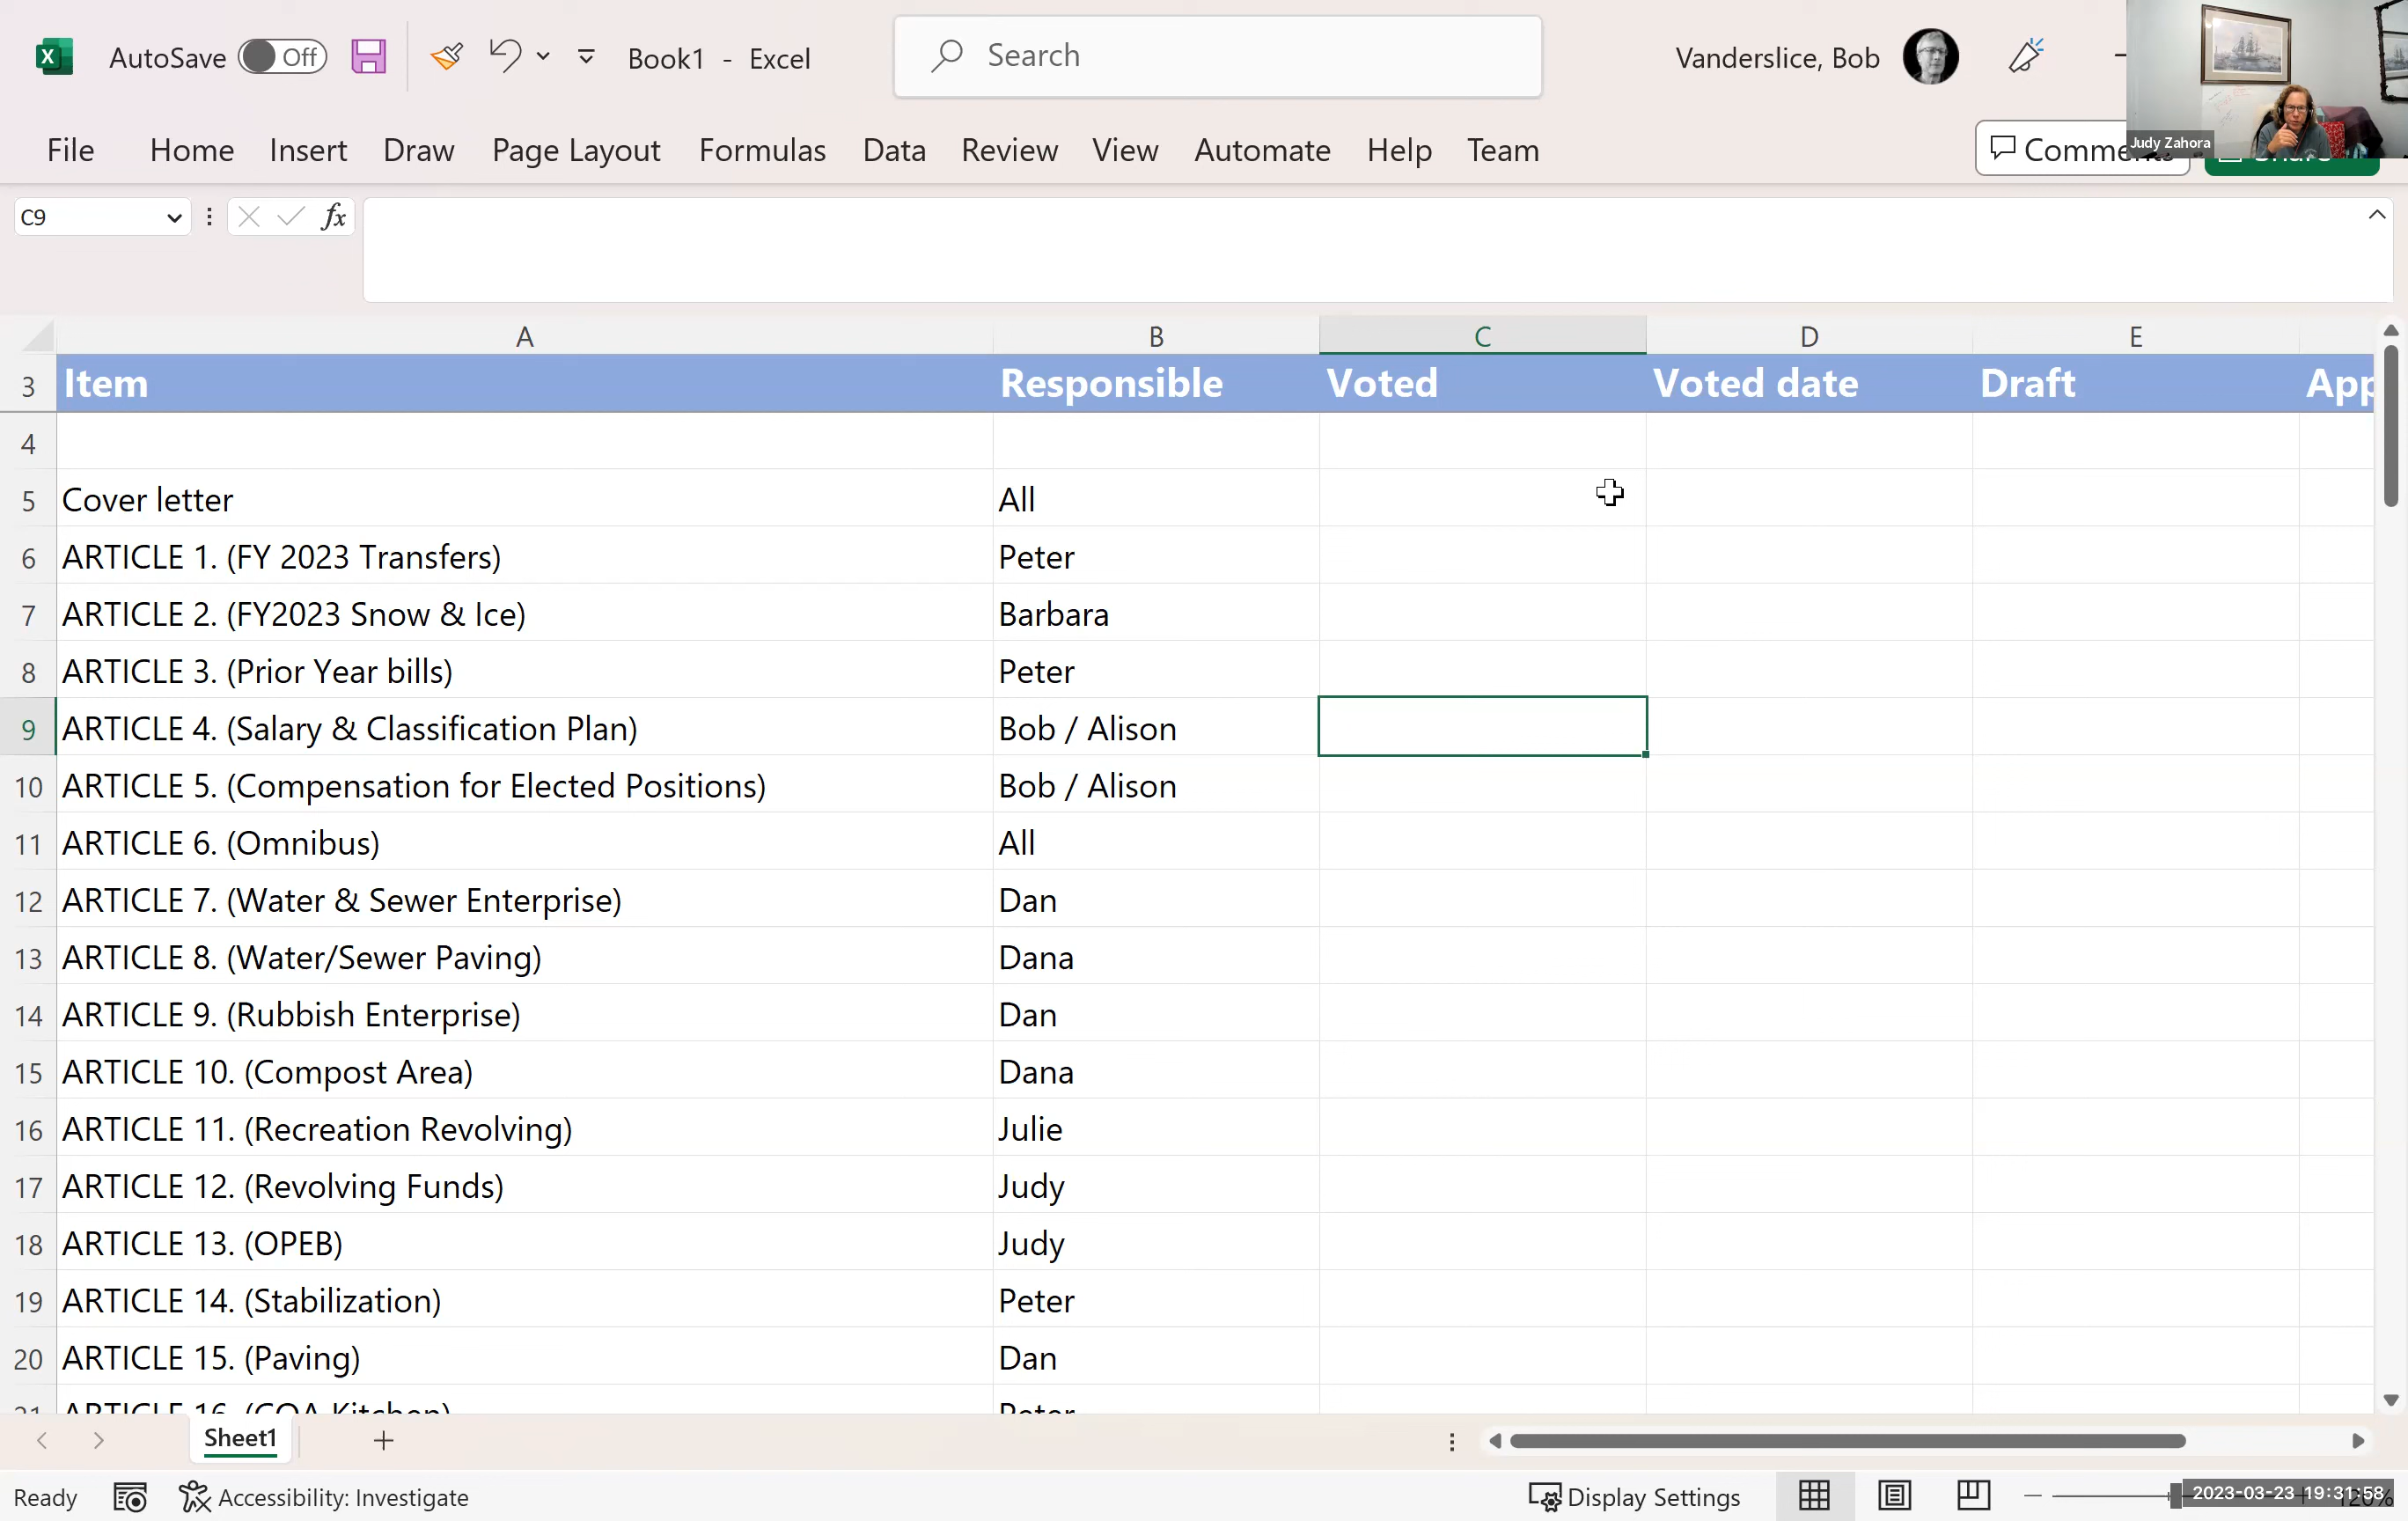 AutoSave Off Book1 - Excel Search Vanderslice, Bob
File Home Insert Draw Page Layout Formulas Data Review View Automate Help Team
Judy Zahora
C9 fx
A B C D E
3 Item Responsible Voted Voted date Draft
4
5 Cover letter All
6 ARTICLE 1. (FY 2023 Transfers) Peter
7 ARTICLE 2. (FY2023 Snow & Ice) Barbara
8 ARTICLE 3. (Prior Year bills) Peter
9 ARTICLE 4. (Salary & Classification Plan) Bob / Alison
10 ARTICLE 5. (Compensation for Elected Positions) Bob / Alison
11 ARTICLE 6. (Omnibus) All
12 ARTICLE 7. (Water & Sewer Enterprise) Dan
13 ARTICLE 8. (Water/Sewer Paving) Dana
14 ARTICLE 9. (Rubbish Enterprise) Dan
15 ARTICLE 10. (Compost Area) Dana
16 ARTICLE 11. (Recreation Revolving) Julie
17 ARTICLE 12. (Revolving Funds) Judy
18 ARTICLE 13. (OPEB) Judy
19 ARTICLE 14. (Stabilization) Peter
20 ARTICLE 15. (Paving) Dan
21 ARTICLE 16. (COA Kitchen) Peter
Sheet1
Ready Accessibility: Investigate Display Settings 2023-03-23 19:31:58